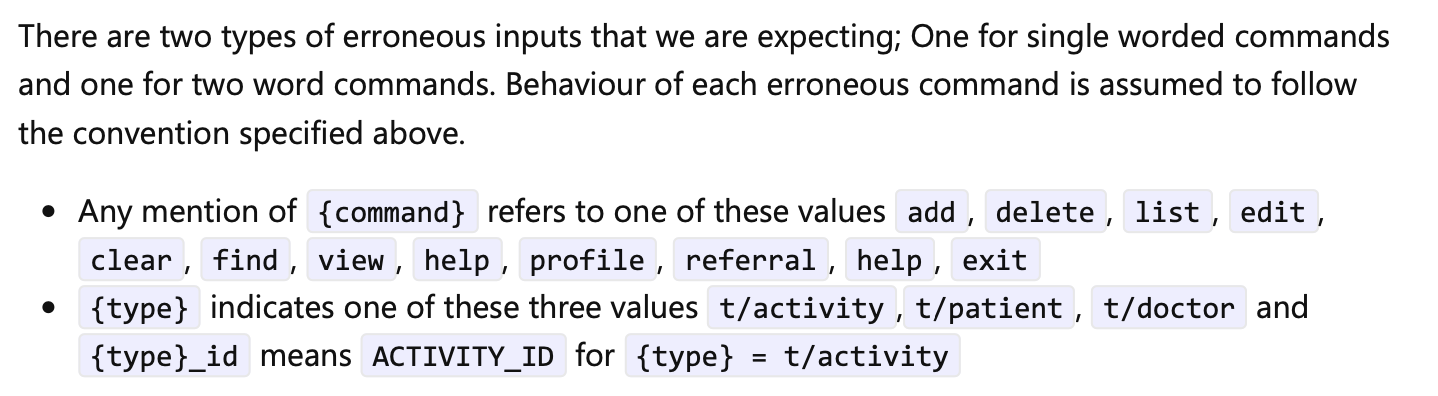 There are two types of erroneous inputs that we are expecting; One for single worded commands
and one for two word commands. Behaviour of each erroneous command is assumed to follow
the convention specified above.
• Any mention of {command} refers to one of these values add, delete, list, edit,
clear, find, view, help, profile, referral, help, exit
• {type} indicates one of these three values t/activity, t/patient, t/doctor and
{type}_id means ACTIVITY_ID for {type} = t/activity